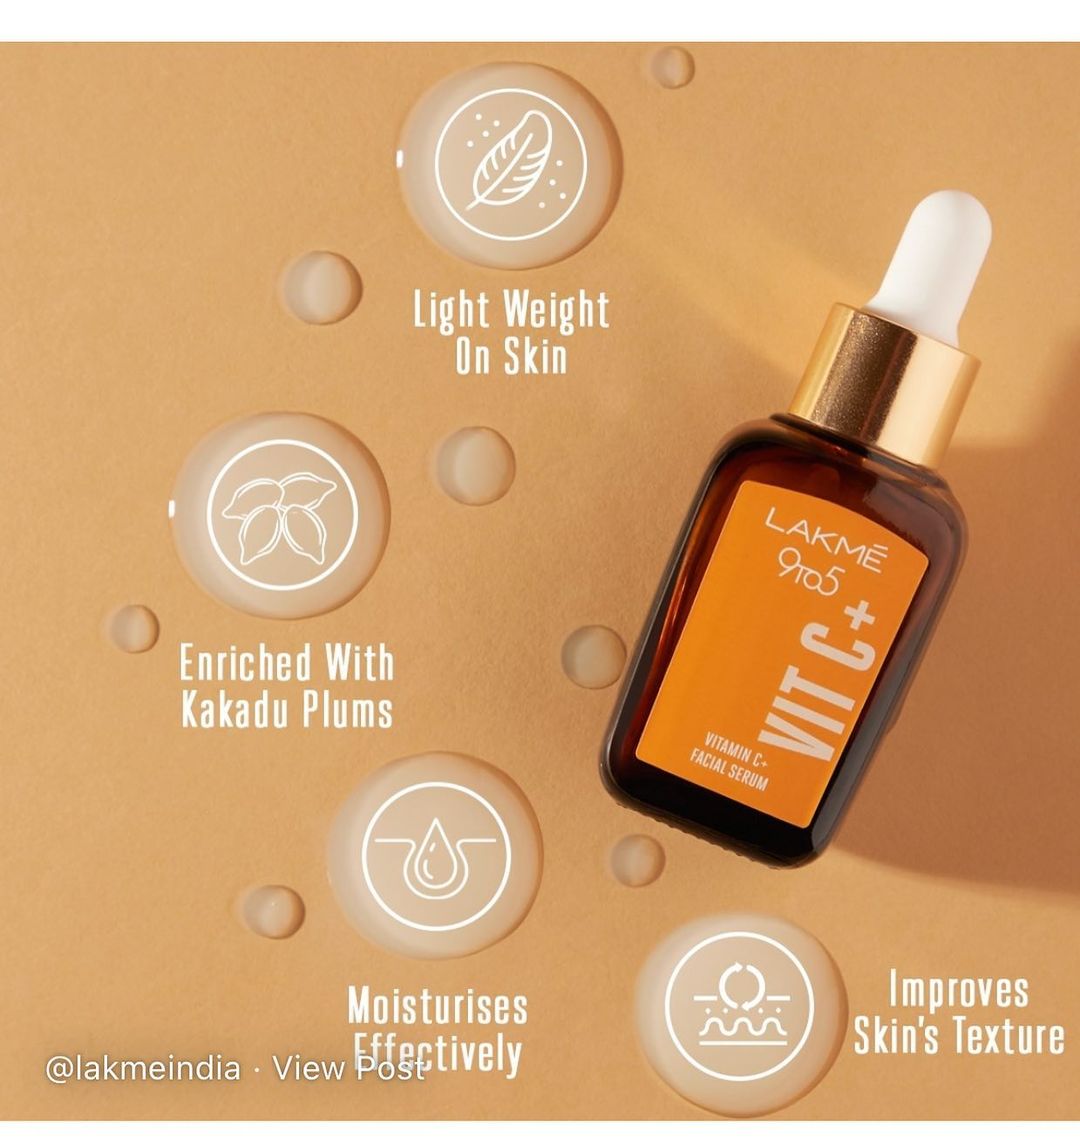 Light Weight
On Skin
LAKMĒ
9to5
VIT C+
VITAMIN C+
FACIAL SERUM
Enriched With
Kakadu Plums
Moisturises
Effectively
Improves
Skin's Texture
@lakmeindia · View Post